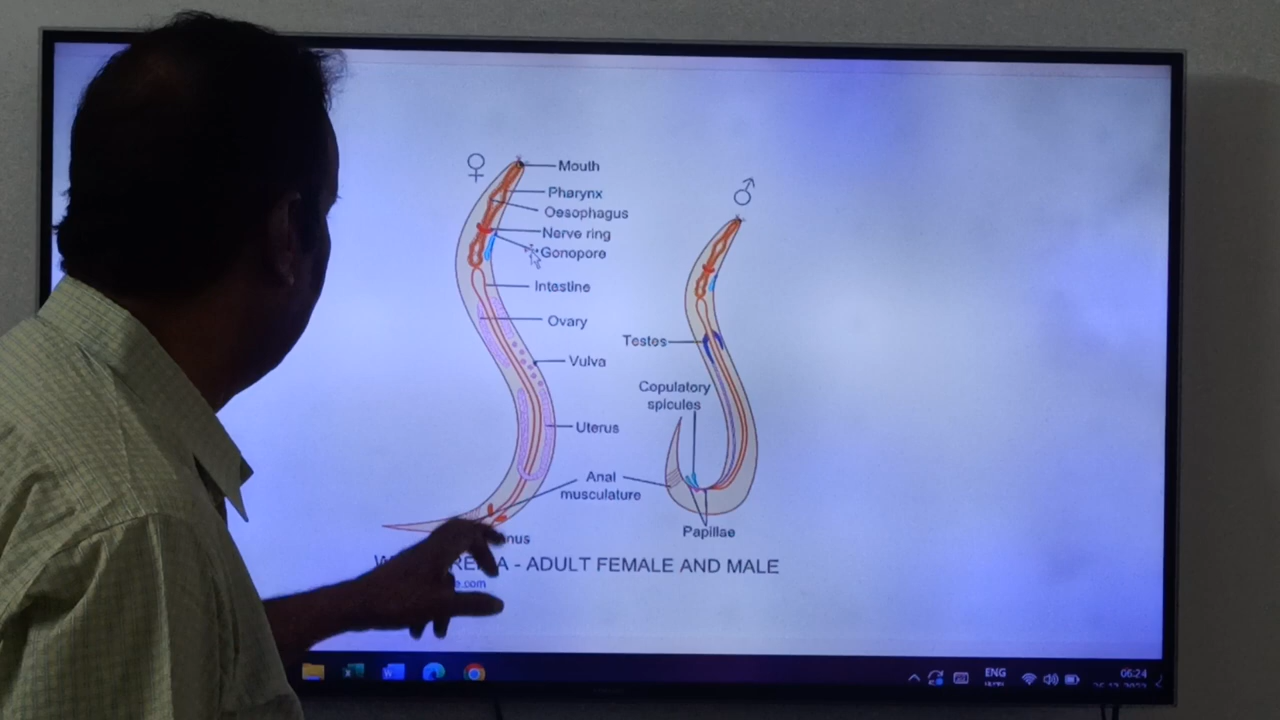 ♀
Mouth
Pharynx
Oesophagus
Nerve ring
Gonopore
Intestine
Ovary
Vulva
Uterus
Anal
musculature
♂
Testes
Copulatory
spicules
Papillae
- ADULT FEMALE AND MALE
ENG
06:24